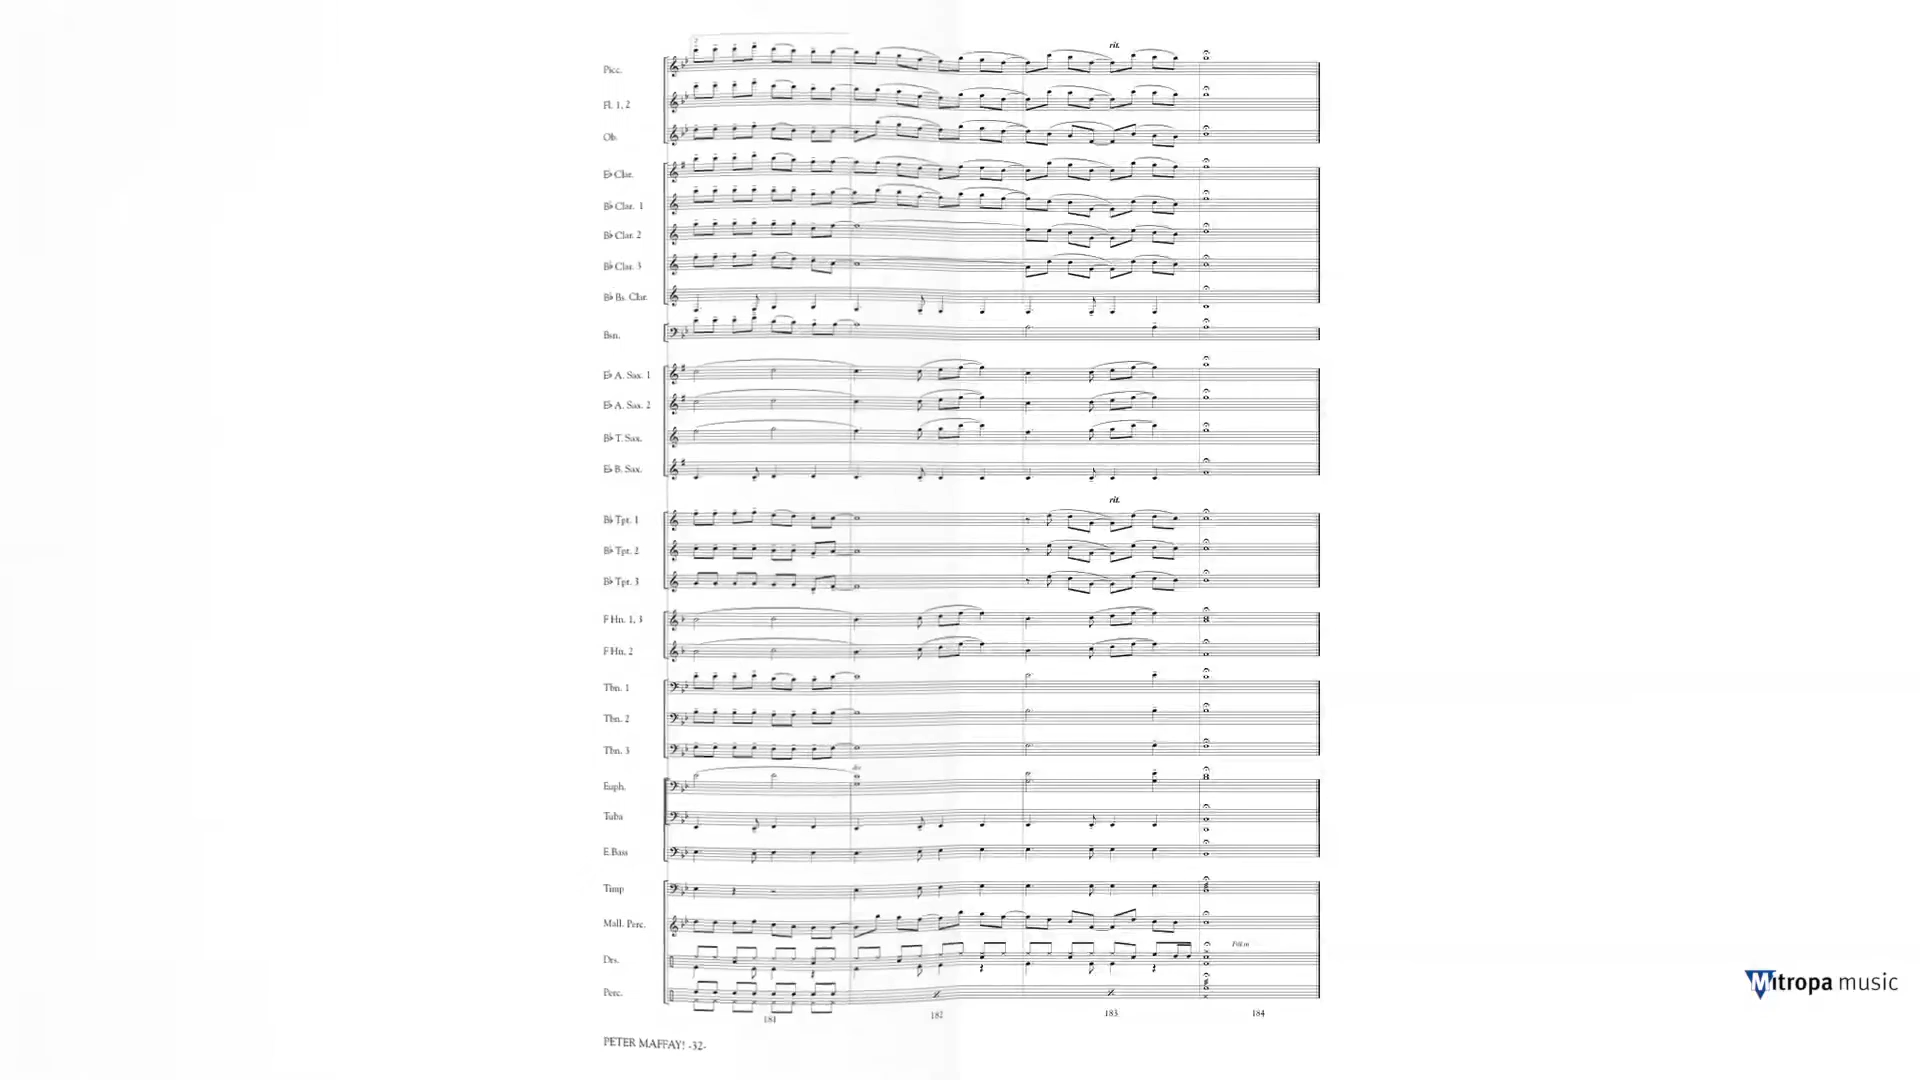 2
rit.
Picc.
Fl. 1, 2
Ob.
E♭ Clar.
B♭ Clar. 1
B♭ Clar. 2
B♭ Clar. 3
B♭ Bs. Clar.
Bsn.
E♭ A. Sax. 1
E♭ A. Sax. 2
B♭ T. Sax.
E♭ B. Sax.
rit.
B♭ Tpt. 1
B♭ Tpt. 2
B♭ Tpt. 3
F Hn. 1, 3
F Hn. 2
Tbn. 1
Tbn. 2
Tbn. 3
div.
Euph.
Tuba
E.Bass
Timp
Mall. Perc.
Drs.
Perc.
181 182 183 184
PETER MAFFAY! -32-
Mitropa music